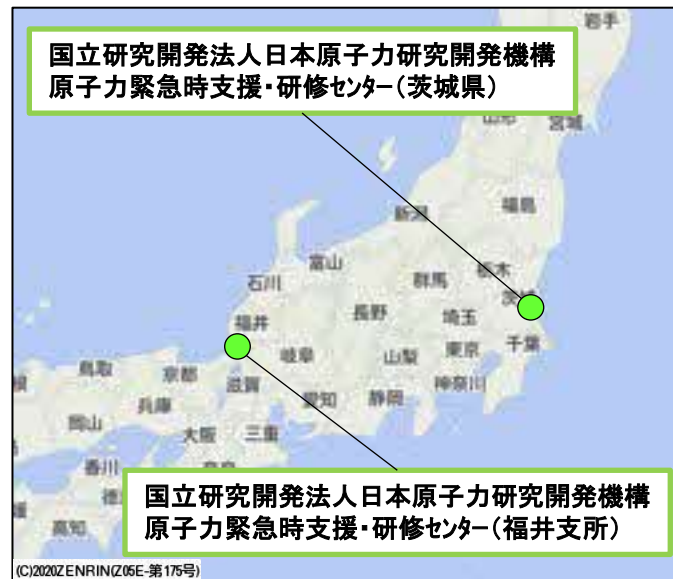 岩手
国立研究開発法人日本原子力研究開発機構
原子力緊急時支援・研修センター(茨城県)
山形
宮城
新潟
福島
石川
富山
群馬
栃木
茨城
福井
長野
埼玉
岐阜
山梨
東京
千葉
鳥取
京都
滋賀
愛知
静岡
神奈川
兵庫
岡山
大阪
三重
香川
高知
国立研究開発法人日本原子力研究開発機構
原子力緊急時支援・研修センター(福井支所)
(C)2020ZENRIN(Z05E-第175号)